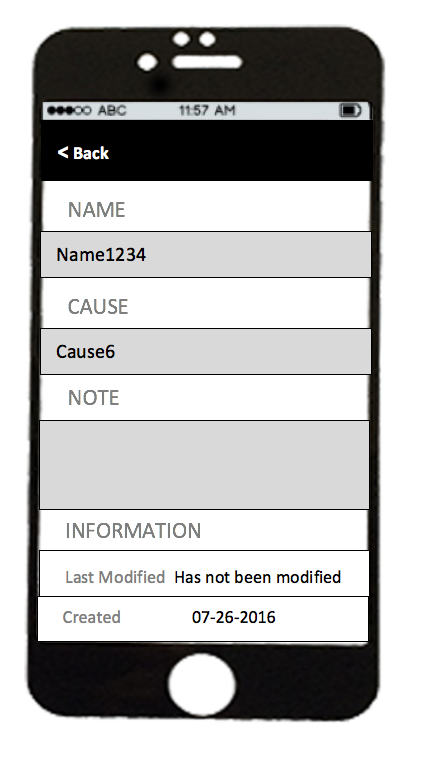 ABC 11:57 AM
< Back
NAME
Name1234
CAUSE
Cause6
NOTE
INFORMATION
Last Modified Has not been modified
Created 07-26-2016